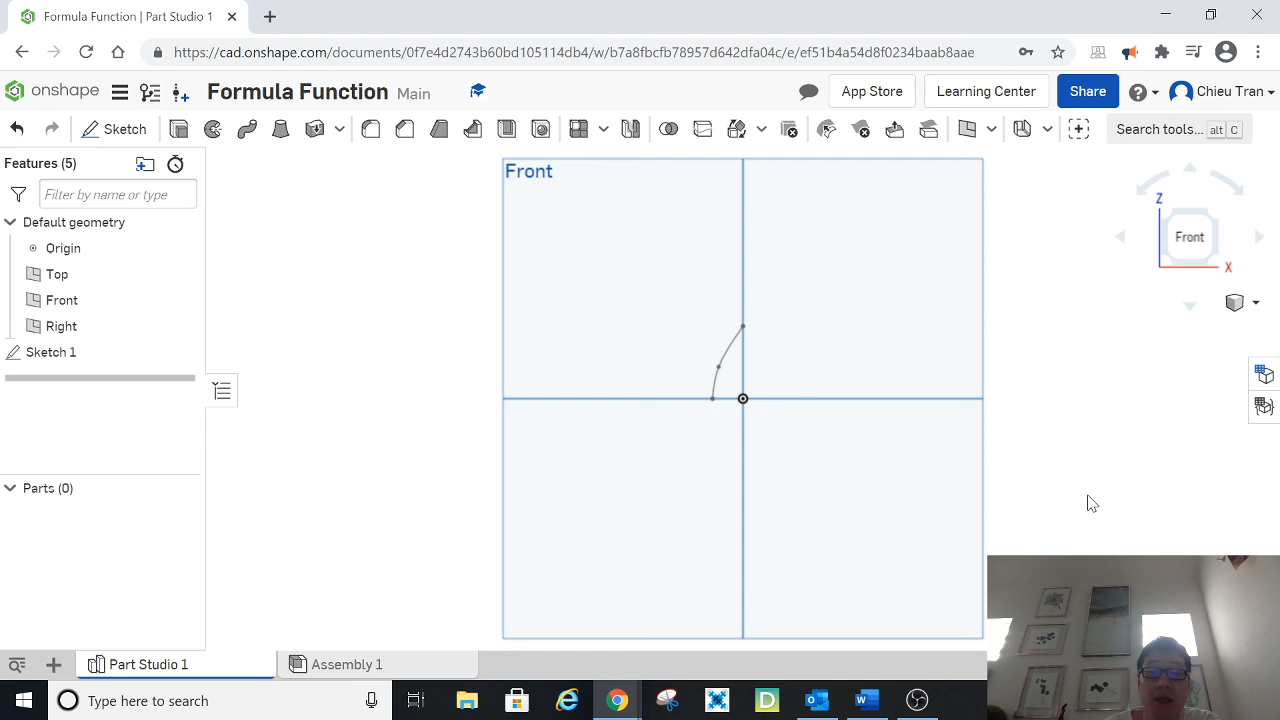 Formula Function | Part Studio 1
https://cad.onshape.com/documents/0f7e4d2743b60bd105114db4/w/b7a8fbcfb78957d642dfa04c/e/ef51b4a54d8f0234baab8aae
onshape
Formula Function Main
App Store
Learning Center
Share
Chieu Tran
Sketch
Search tools... alt C
Features (5)
Filter by name or type
Default geometry
Origin
Top
Front
Right
Sketch 1
Parts (0)
Front
Z
Front
X
Part Studio 1
Assembly 1
Type here to search